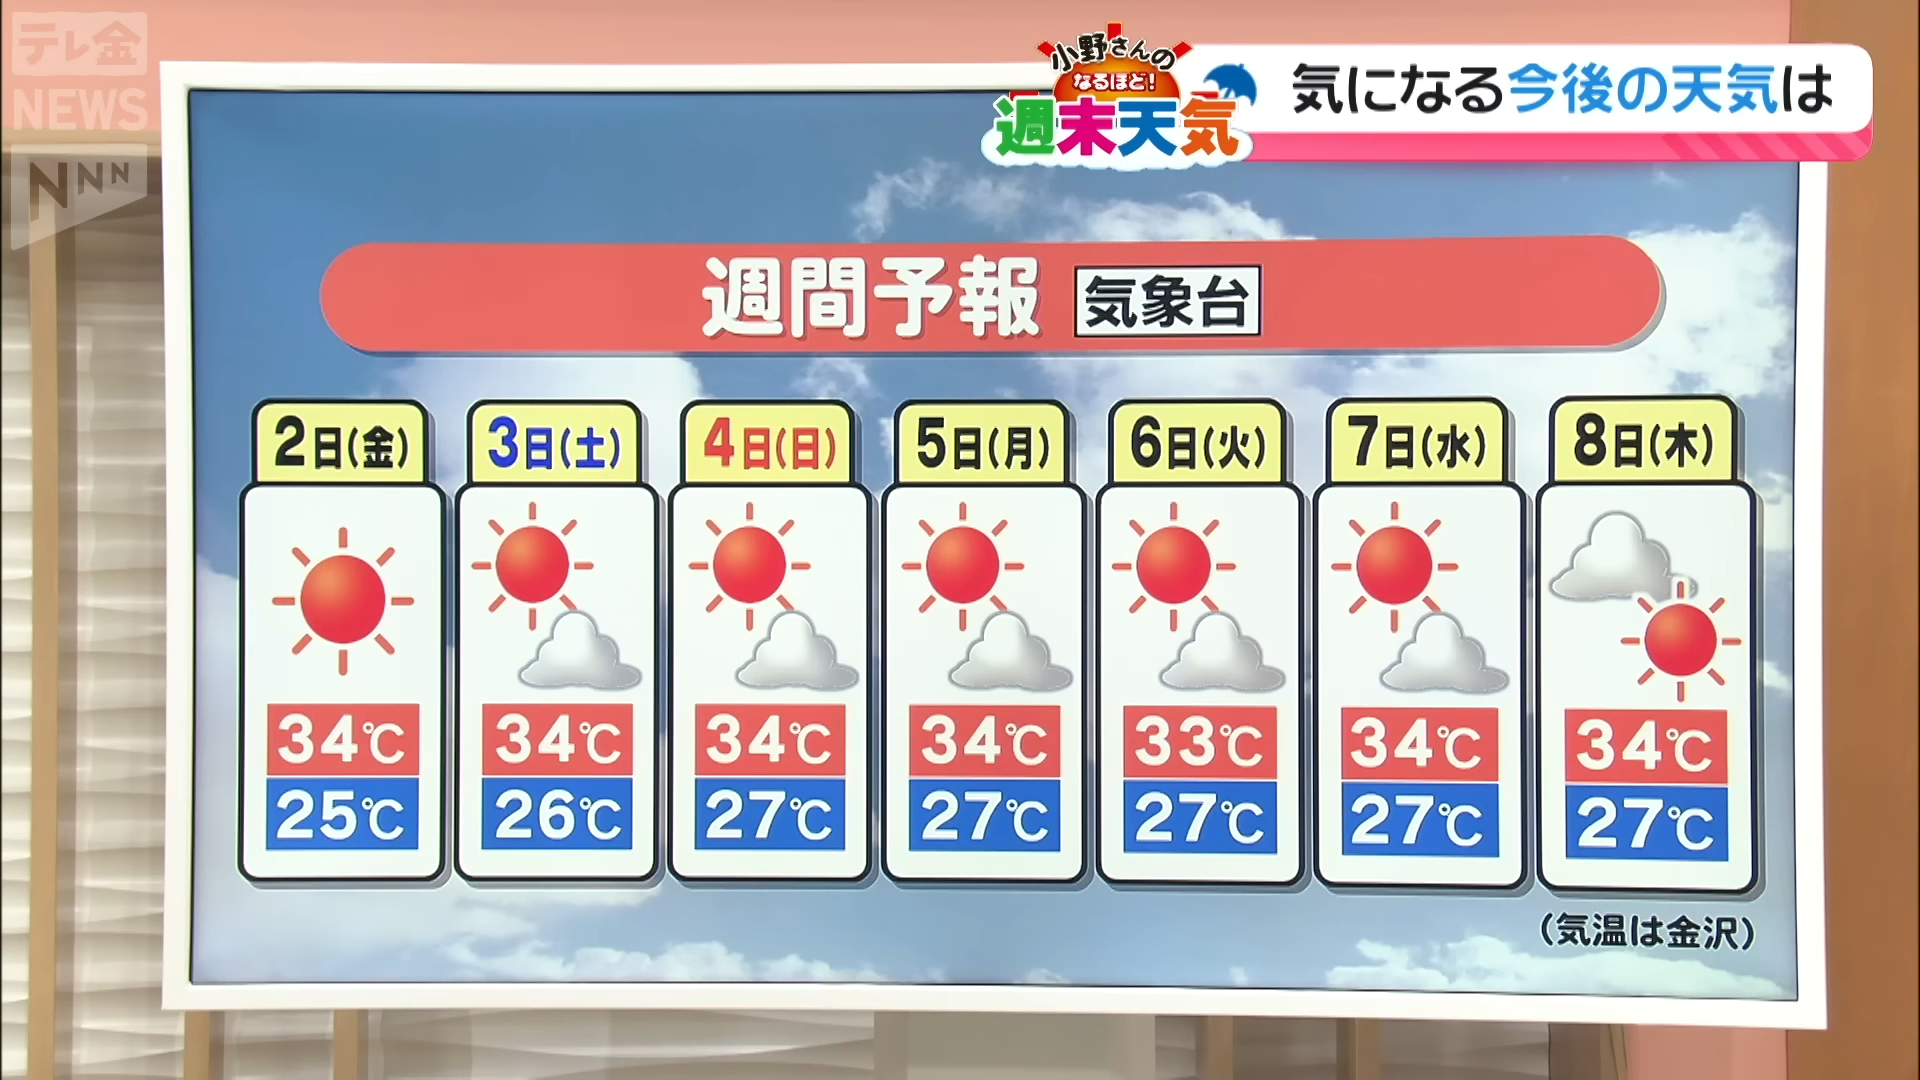 テレ金
NEWS
NNN
小野さんの
なるほど!
週末天気
気になる今後の天気は
週間予報 気象台
2日(金) 3日(土) 4日(日) 5日(月) 6日(火) 7日(水) 8日(木)
34℃ 34℃ 34℃ 34℃ 33℃ 34℃ 34℃
25℃ 26℃ 27℃ 27℃ 27℃ 27℃ 27℃
(気温は金沢)